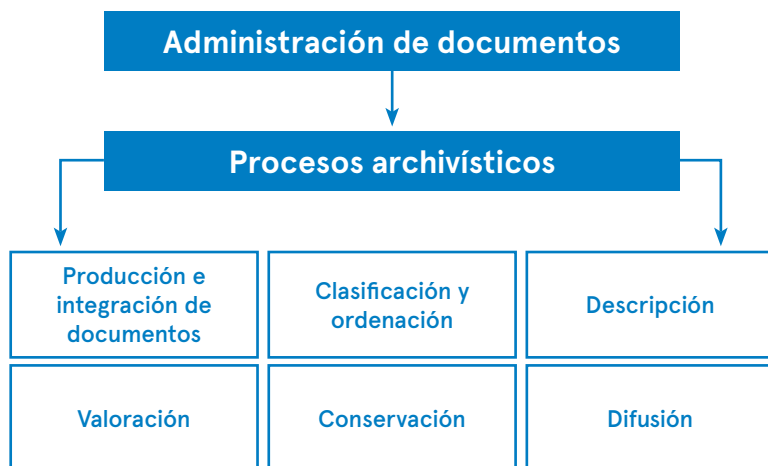 Administración de documentos
Procesos archivísticos
Producción e
integración de
documentos
Clasificación y
ordenación
Descripción
Valoración
Conservación
Difusión